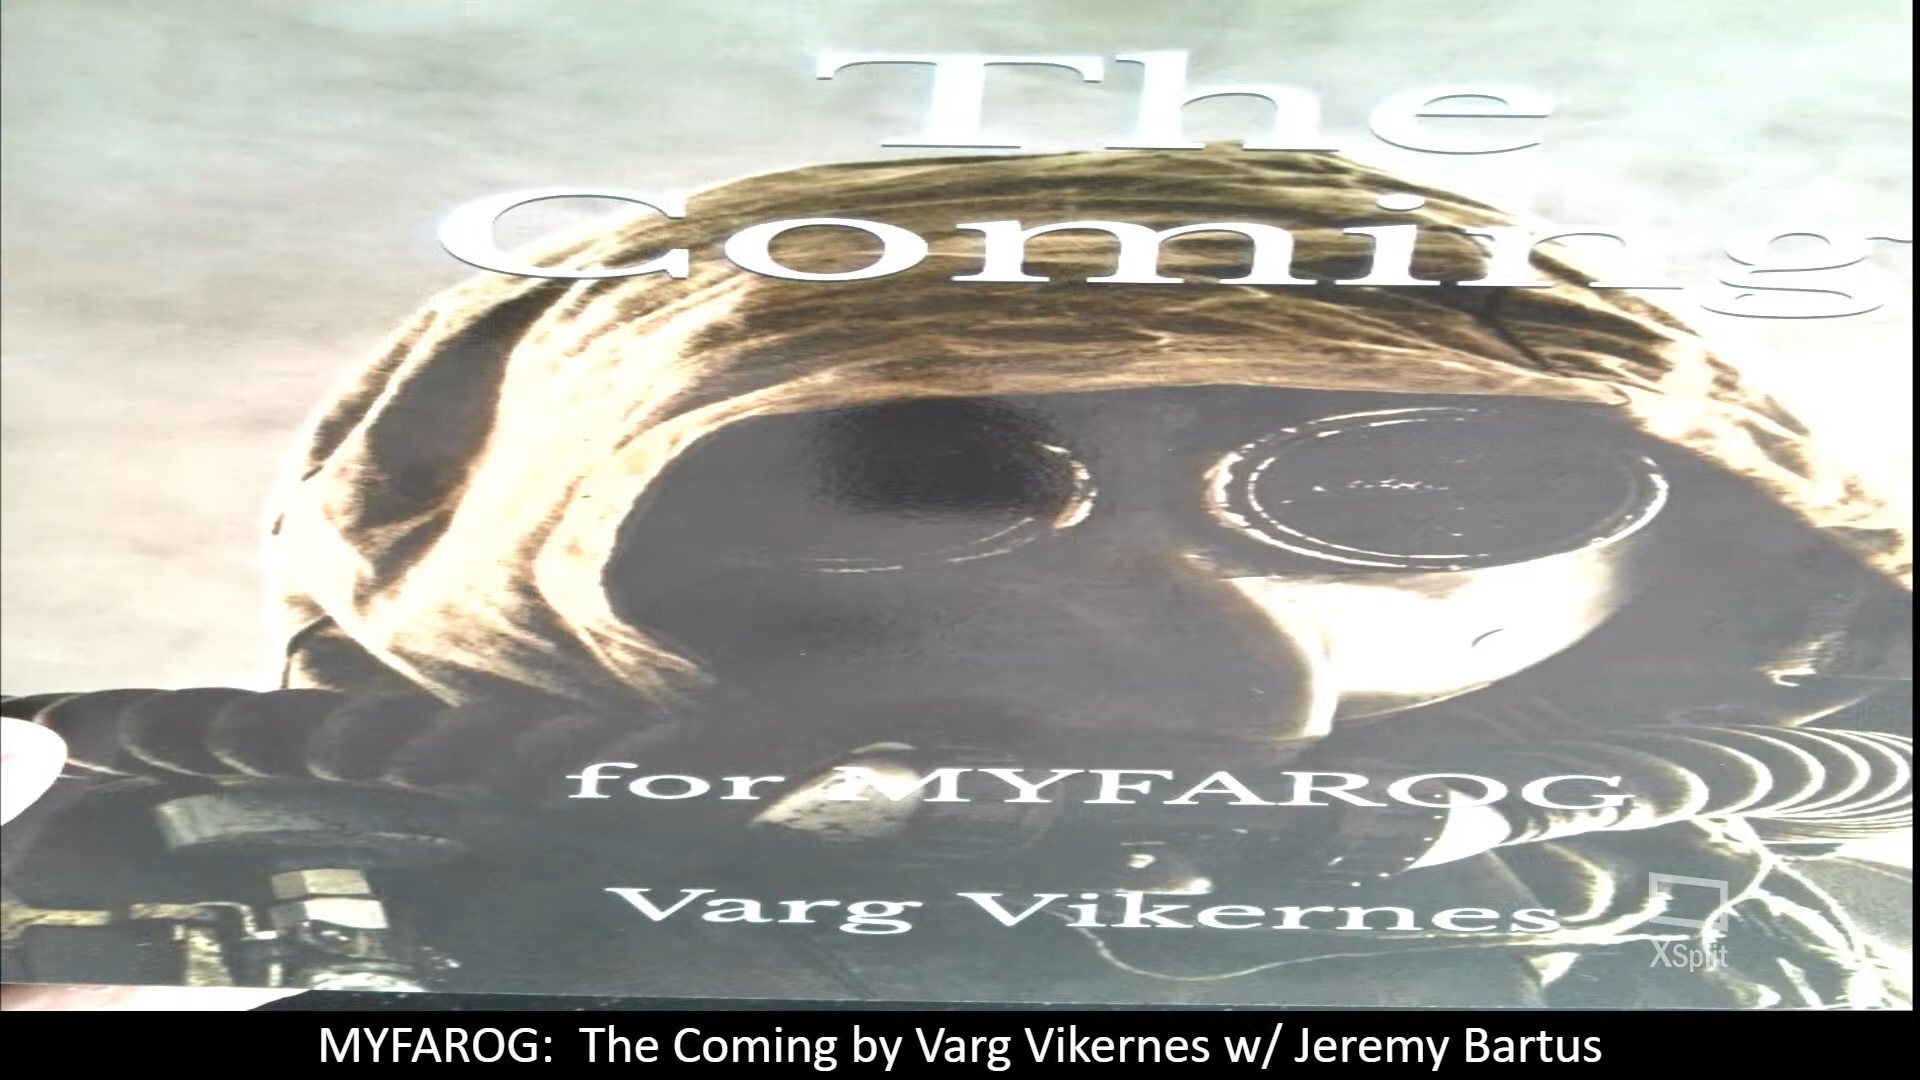 The
Coming
for MYFAROG
Varg Vikernes
XSplit
MYFAROG: The Coming by Varg Vikernes w/ Jeremy Bartus